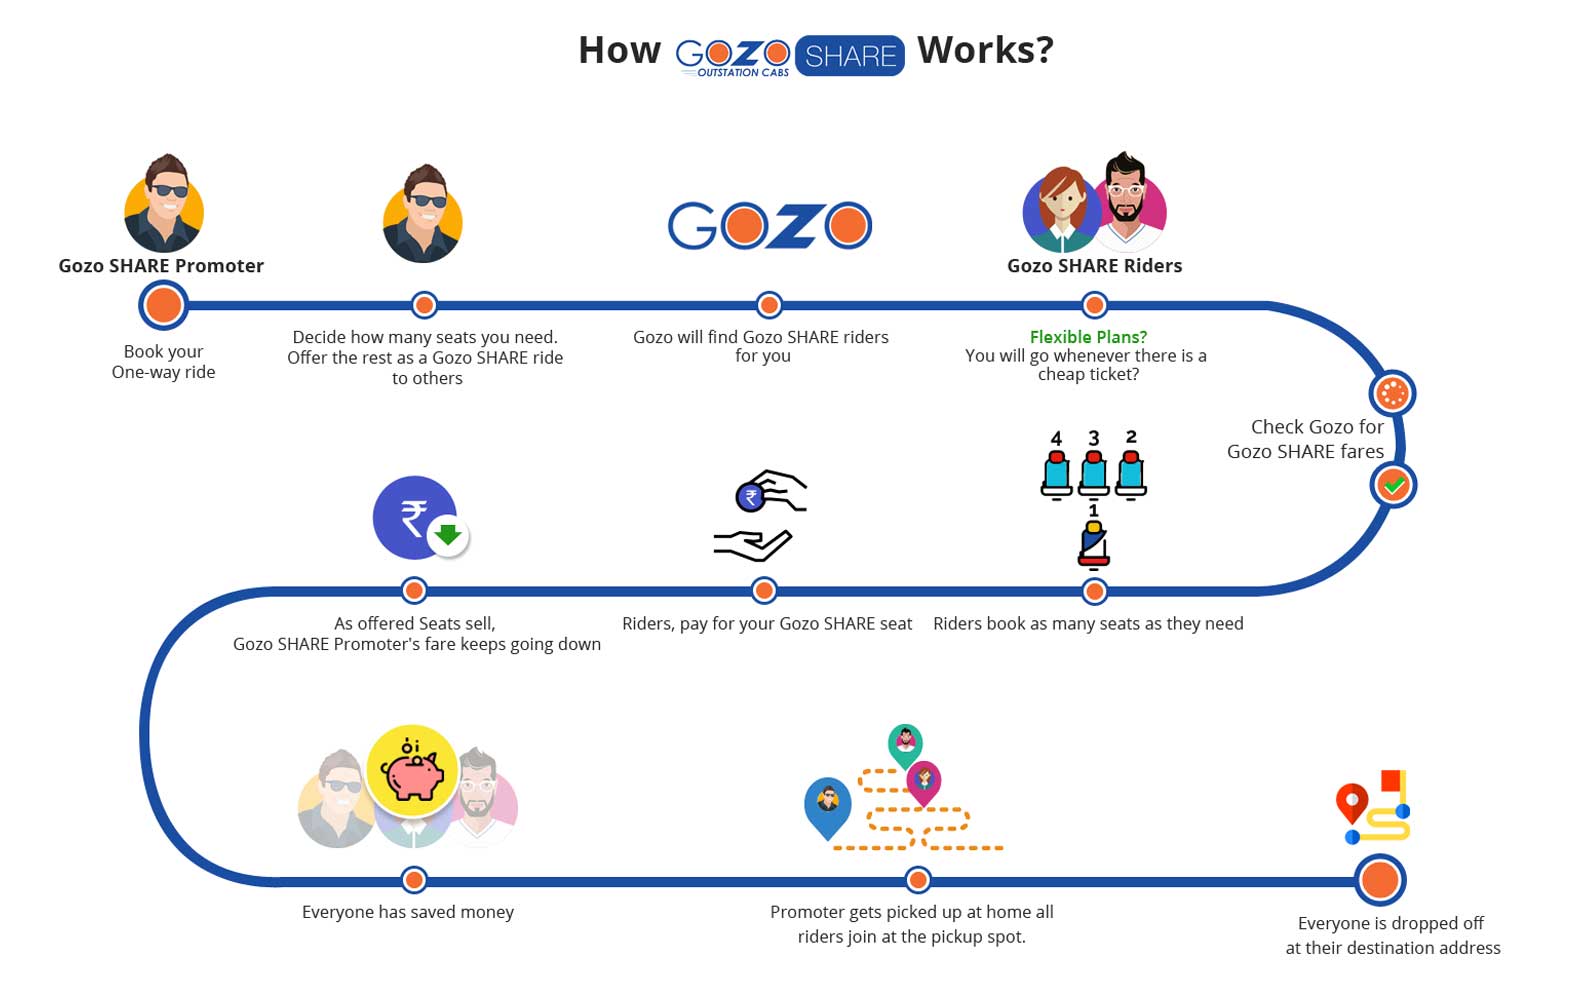 How GOZO SHARE Works?
OUTSTATION CABS
Gozo SHARE Promoter
Book your
One-way ride
Decide how many seats you need.
Offer the rest as a Gozo SHARE ride
to others
GOZO
Gozo will find Gozo SHARE riders
for you
Gozo SHARE Riders
Flexible Plans?
You will go whenever there is a
cheap ticket?
Check Gozo for
Gozo SHARE fares
4 3 2
1
Riders book as many seats as they need
₹
Riders, pay for your Gozo SHARE seat
₹
As offered Seats sell,
Gozo SHARE Promoter's fare keeps going down
Everyone has saved money
Promoter gets picked up at home all
riders join at the pickup spot.
Everyone is dropped off
at their destination address